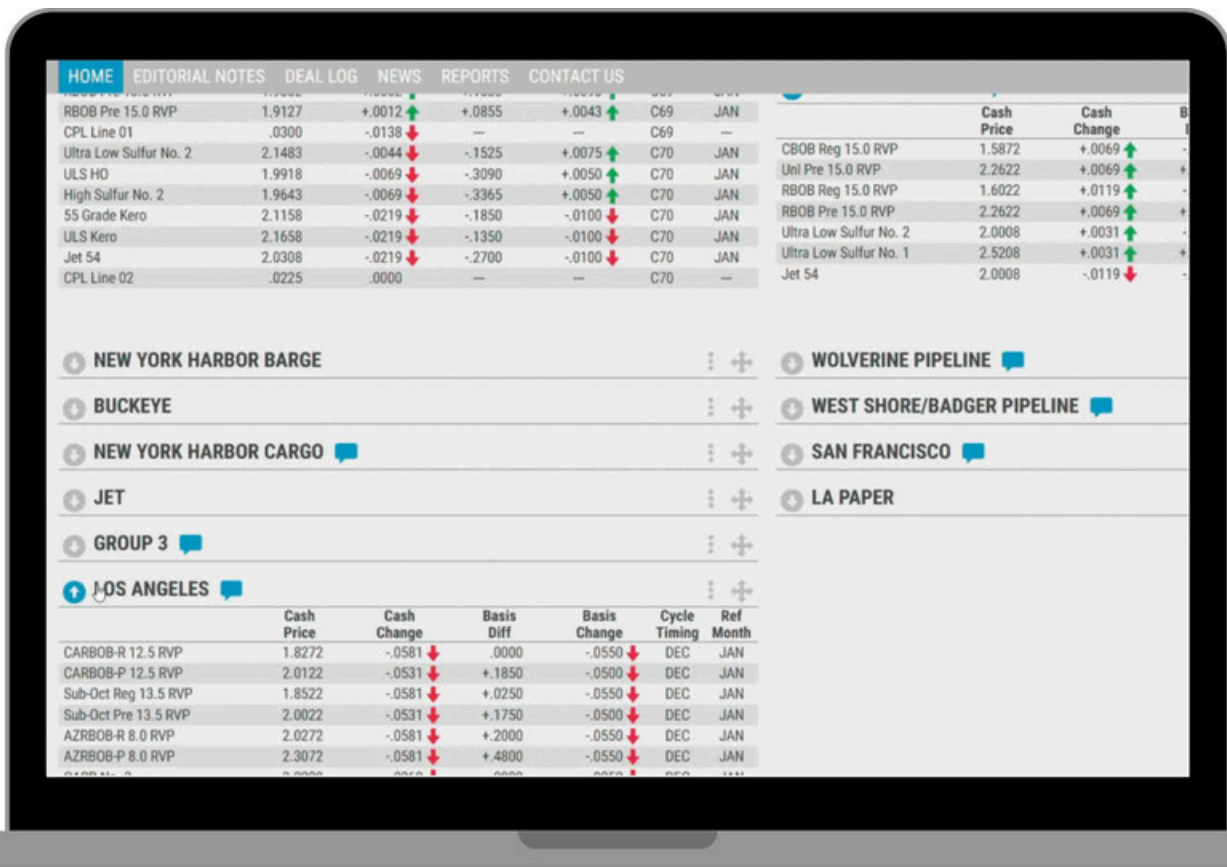 HOME EDITORIAL NOTES DEAL LOG NEWS REPORTS CONTACT US
RBOB Pre 15.0 RVP 1.9127 +.0012 +.0855 +.0043 C69 JAN
CPL Line 01 .0300 -.0138 --- --- C69 ---
Ultra Low Sulfur No. 2 2.1483 -.0044 -.1525 +.0075 C70 JAN
ULS HO 1.9918 -.0069 -.3090 +.0050 C70 JAN
High Sulfur No. 2 1.9643 -.0069 -.3365 +.0050 C70 JAN
55 Grade Kero 2.1158 -.0219 -.1850 -.0100 C70 JAN
ULS Kero 2.1658 -.0219 -.1350 -.0100 C70 JAN
Jet 54 2.0308 -.0219 -.2700 -.0100 C70 JAN
CPL Line 02 .0225 .0000 --- --- C70 ---
NEW YORK HARBOR BARGE
BUCKEYE
NEW YORK HARBOR CARGO
JET
GROUP 3
LOS ANGELES
Cash Cash Basis Basis Cycle Ref
Price Change Diff Change Timing Month
CARBOB-R 12.5 RVP 1.8272 -.0581 .0000 -.0550 DEC JAN
CARBOB-P 12.5 RVP 2.0122 -.0531 +.1850 -.0500 DEC JAN
Sub-Oct Reg 13.5 RVP 1.8522 -.0581 +.0250 -.0550 DEC JAN
Sub-Oct Pre 13.5 RVP 2.0022 -.0531 +.1750 -.0500 DEC JAN
AZRBOB-R 8.0 RVP 2.0272 -.0581 +.2000 -.0550 DEC JAN
AZRBOB-P 8.0 RVP 2.3072 -.0581 +.4800 -.0550 DEC JAN
Cash Cash
Price Change
CBOB Reg 15.0 RVP 1.5872 +.0069
Unl Pre 15.0 RVP 2.2622 +.0069
RBOB Reg 15.0 RVP 1.6022 +.0119
RBOB Pre 15.0 RVP 2.2622 +.0069
Ultra Low Sulfur No. 2 2.0008 +.0031
Ultra Low Sulfur No. 1 2.5208 +.0031
Jet 54 2.0008 -.0119
WOLVERINE PIPELINE
WEST SHORE/BADGER PIPELINE
SAN FRANCISCO
LA PAPER